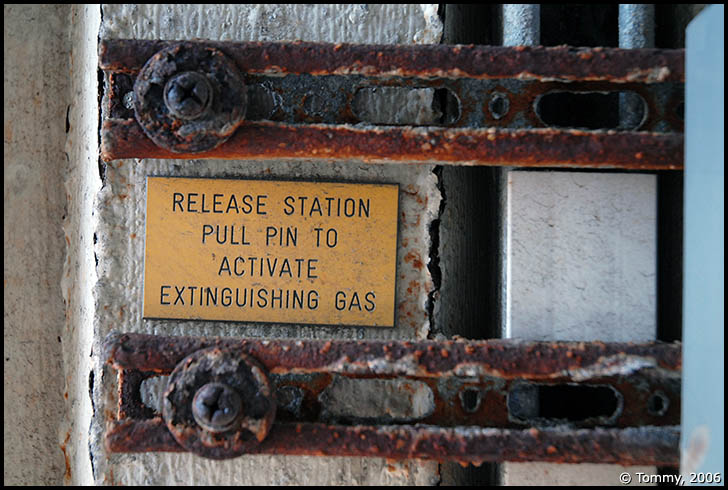 RELEASE STATION
PULL PIN TO
ACTIVATE
EXTINGUISHING GAS
© Tommy, 2006